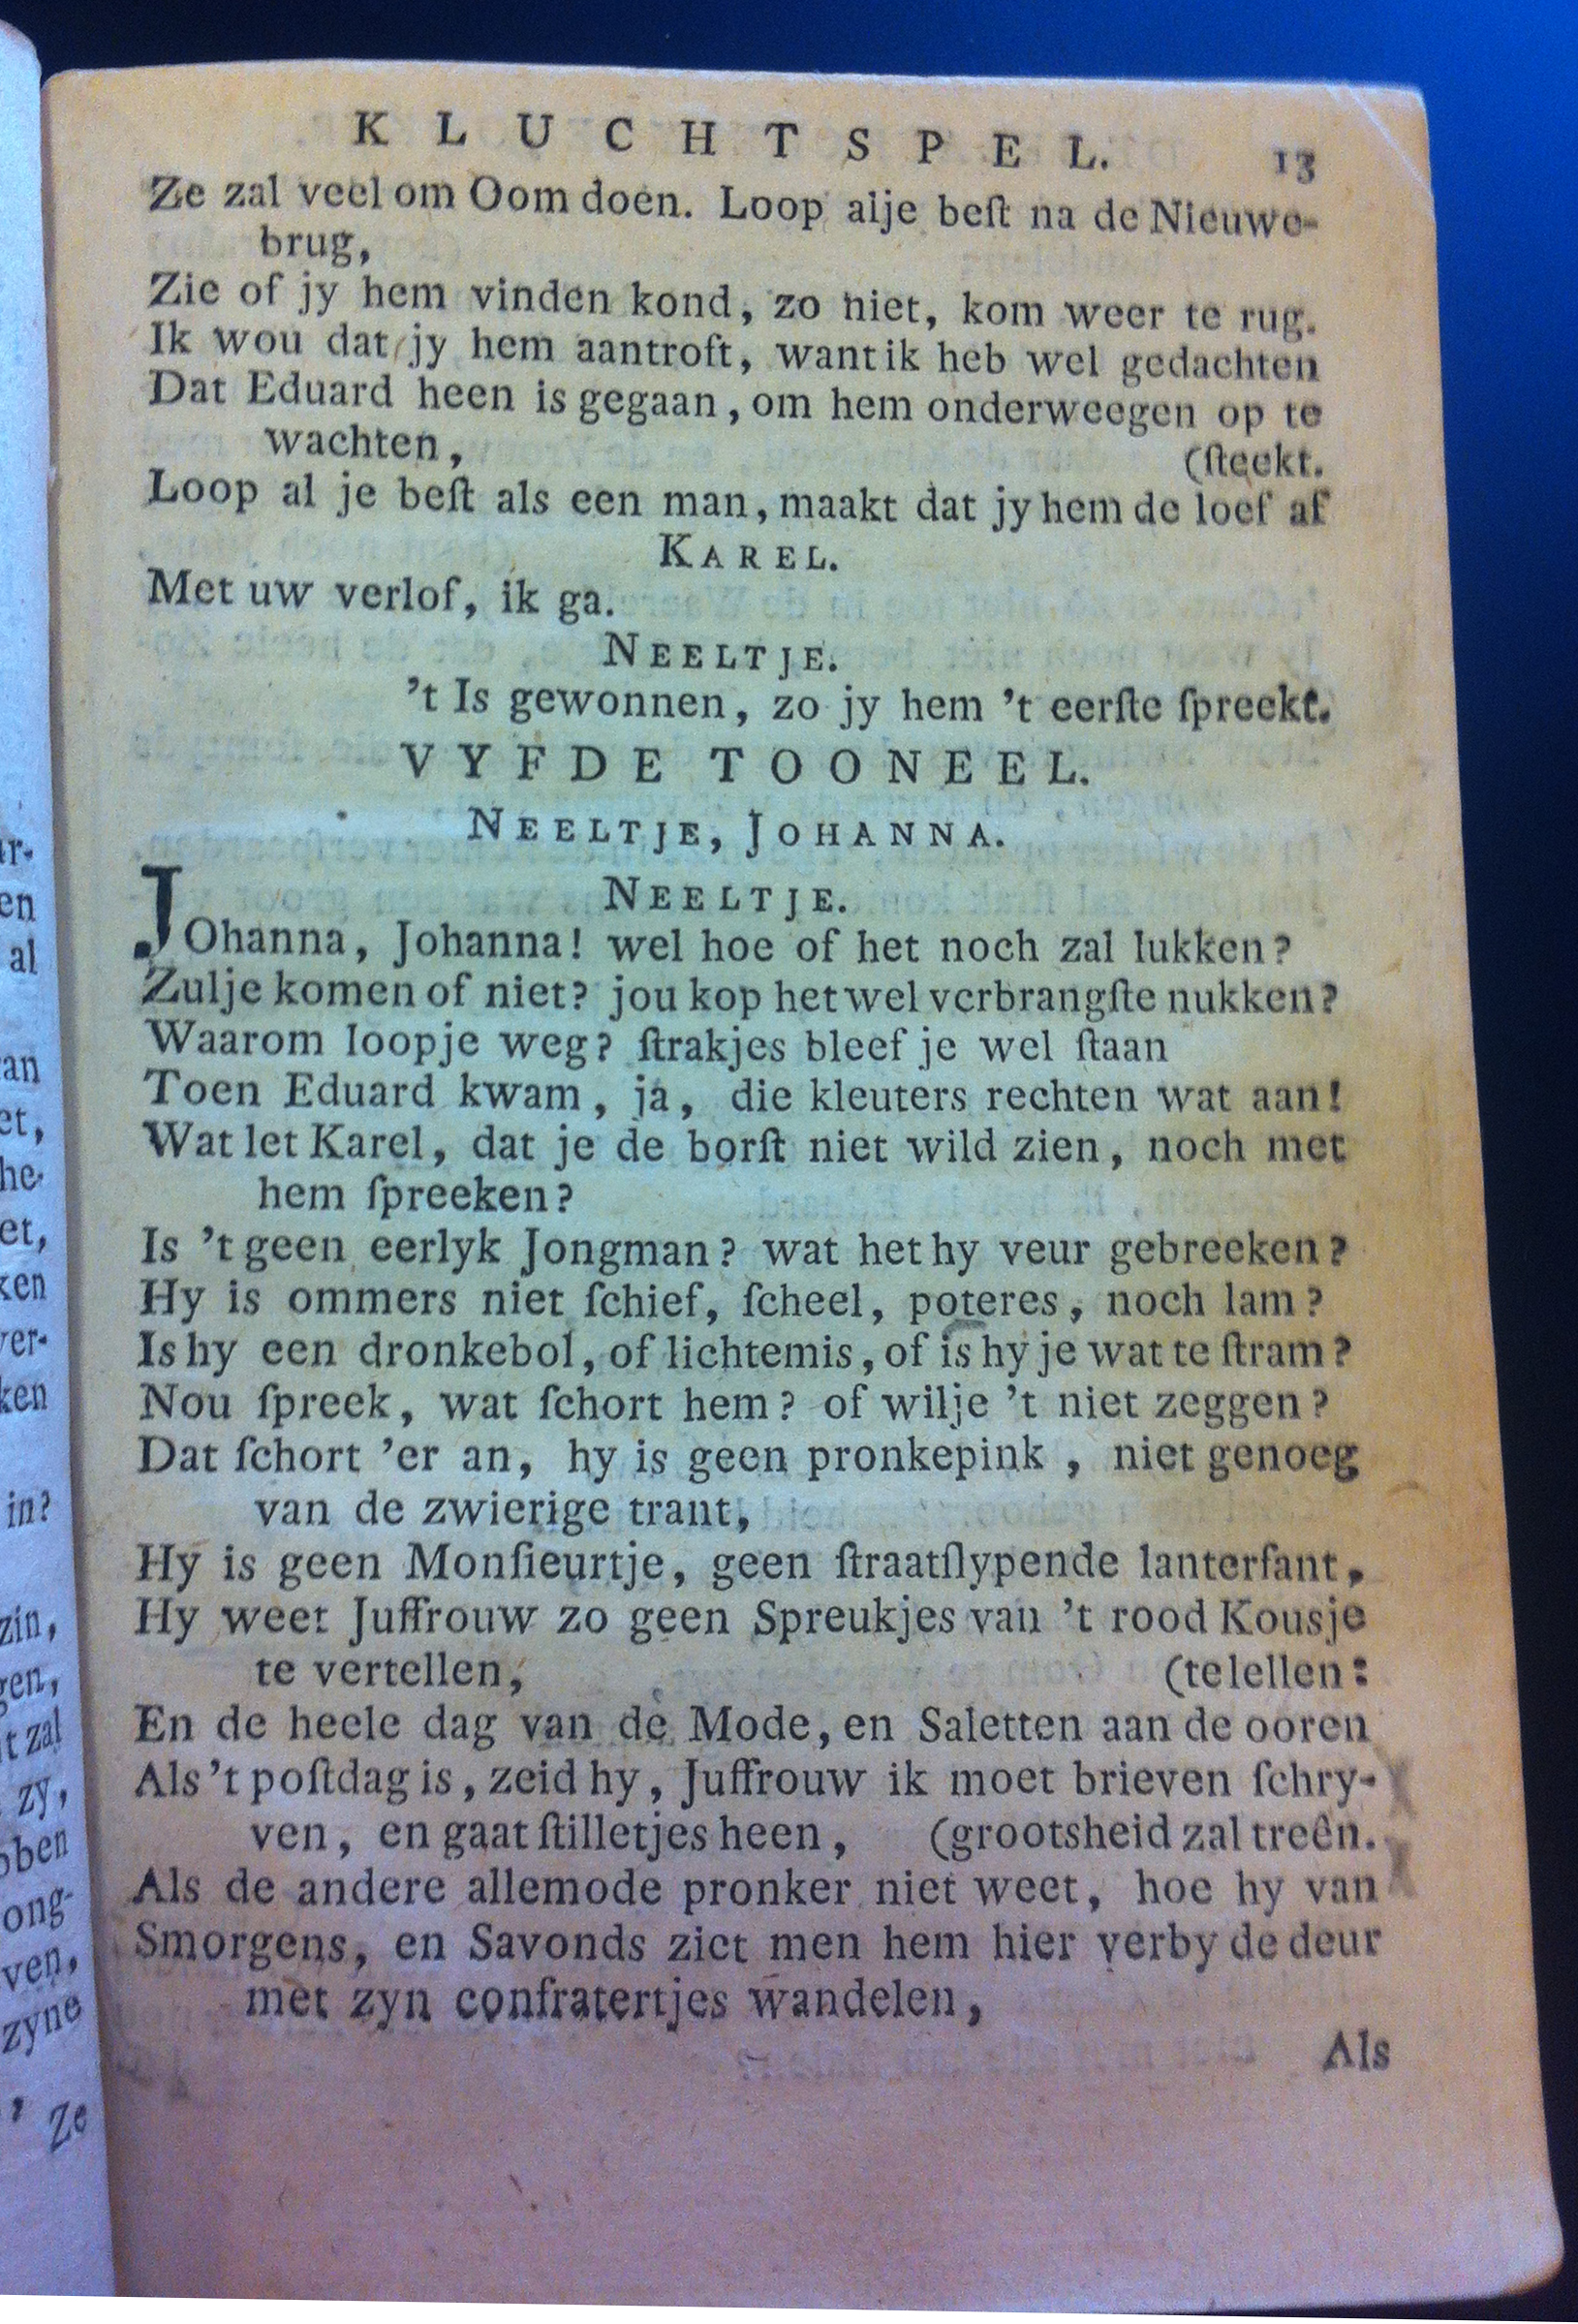 KLUCHTSPEL. 13
Ze zal veel om Oom doen. Loop alje beſt na de Nieuwe-
brug,
Zie of jy hem vinden kond, zo niet, kom weer te rug.
Ik wou dat jy hem aantroft, want ik heb wel gedachten
Dat Eduard heen is gegaan, om hem onderweegen op te
wachten, (ſteekt.
Loop al je beſt als een man, maakt dat jy hem de loef af
KAREL.
Met uw verlof, ik ga.
NEELTJE.
't Is gewonnen, zo jy hem 't eerſte ſpreekt.
VYFDE TOONEEL.
NEELTJE, JOHANNA.
NEELTJE.
JOhanna, Johanna! wel hoe of het noch zal lukken?
Zulje komen of niet? jou kop het wel verbrangſte nukken?
Waarom loopje weg? ſtrakjes bleef je wel ſtaan
Toen Eduard kwam, ja, die kleuters rechten wat aan!
Wat let Karel, dat je de borſt niet wild zien, noch met
hem ſpreeken?
Is 't geen eerlyk Jongman? wat het hy veur gebreeken?
Hy is ommers niet ſchief, ſcheel, poteres, noch lam?
Is hy een dronkebol, of lichtemis, of is hy je wat te ſtram?
Nou ſpreek, wat ſchort hem? of wilje 't niet zeggen?
Dat ſchort 'er an, hy is geen pronkepink, niet genoeg
van de zwierige trant,
Hy is geen Monſieurtje, geen ſtraatſlypende lanterfant,
Hy weet Juffrouw zo geen Spreukjes van 't rood Kousje
te vertellen, (te lellen:
En de heele dag van de Mode, en Saletten aan de ooren
Als 't poſtdag is, zeid hy, Juffrouw ik moet brieven ſchry-
ven, en gaat ſtilletjes heen, (grootsheid zal treên.
Als de andere allemode pronker niet weet, hoe hy van
Smorgens, en Savonds ziet men hem hier verby de deur
met zyn confratertjes wandelen,
Als